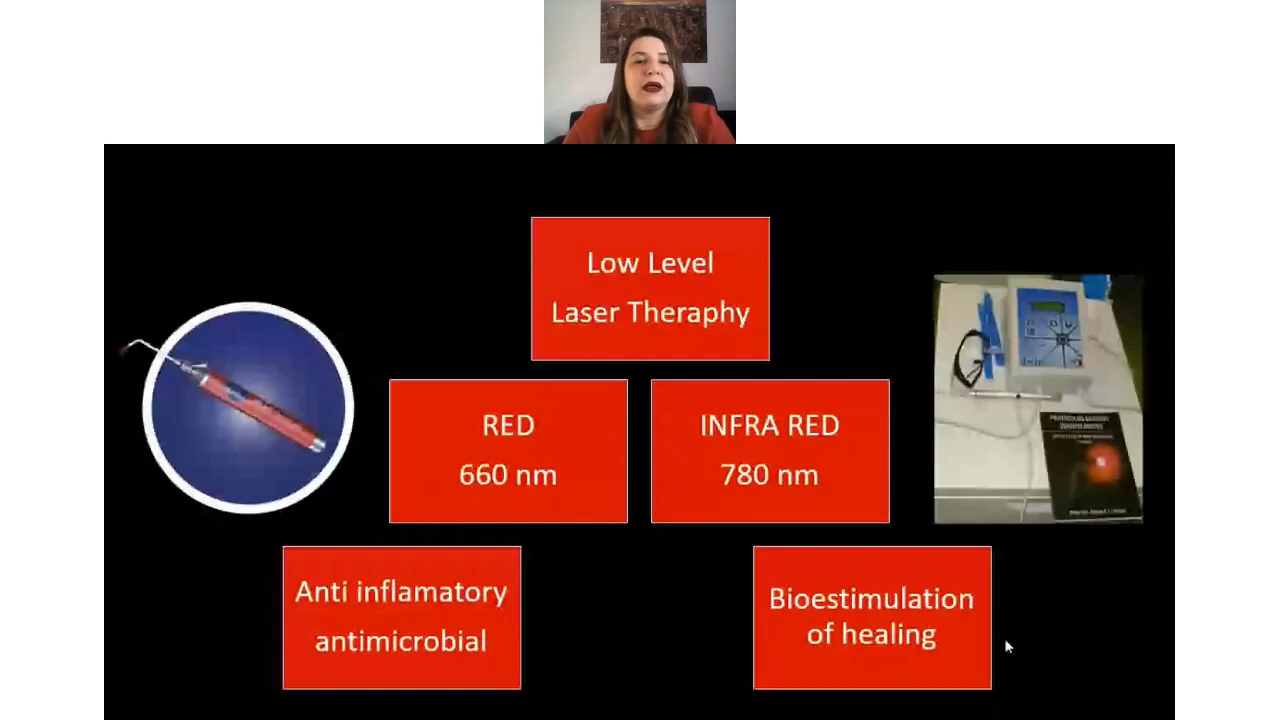 Low Level
Laser Theraphy
RED
660 nm
INFRA RED
780 nm
Anti inflamatory
antimicrobial
Bioestimulation
of healing